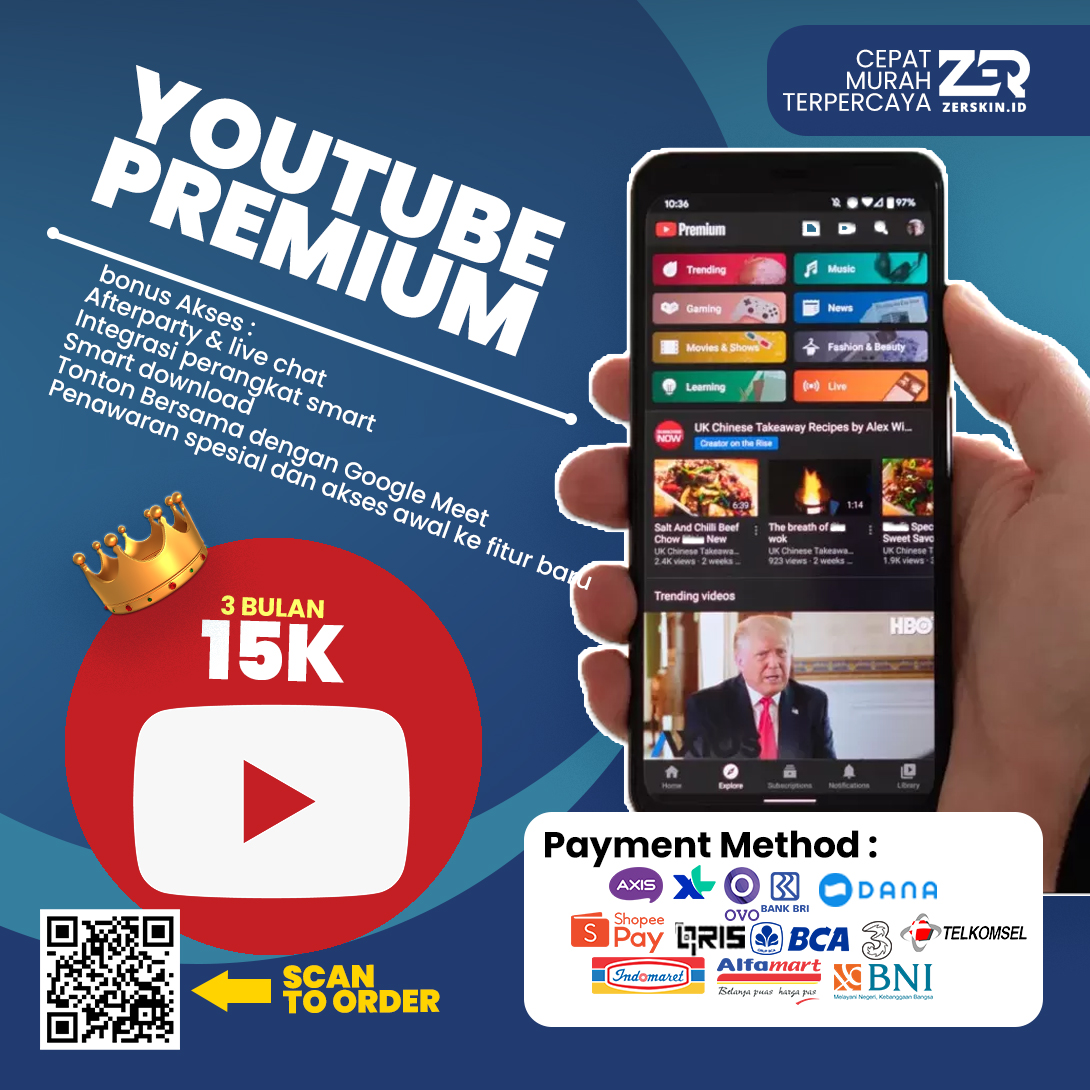 CEPAT
MURAH
TERPERCAYA
ZER
ZERSKIN.ID
YOUTUBE
PREMIUM
bonus Akses :
Afterparty & live chat
Integrasi perangkat smart
Smart download
Tonton Bersama dengan Google Meet
Penawaran spesial dan akses awal ke fitur baru
3 BULAN
15K
SCAN
TO ORDER
10:36
97%
Premium
Trending
Music
Gaming
News
Movies & Shows
Fashion & Beauty
Learning
Live
NOW
UK Chinese Takeaway Recipes by Alex Wi...
Creator on the Rise
6:39
1:14
Salt And Chilli Beef
Chow New
UK Chinese Takeawa...
2.4K views · 2 weeks ...
The breath of
wok
UK Chinese Takeawa...
923 views · 2 weeks ...
Spec
Sweet Savo
UK Chinese T
1.9K views ·
Trending videos
HBO
AXIOS
Home
Explore
Subscriptions
Notifications
Library
Payment Method :
AXIS
XL
OVO
BANK BRI
DANA
S
Shopee
Pay
QRIS
BCA
3
TELKOMSEL
Indomaret
Alfamart
Belanja puas harga pas
BNI
Melayani Negeri, Kebanggaan Bangsa